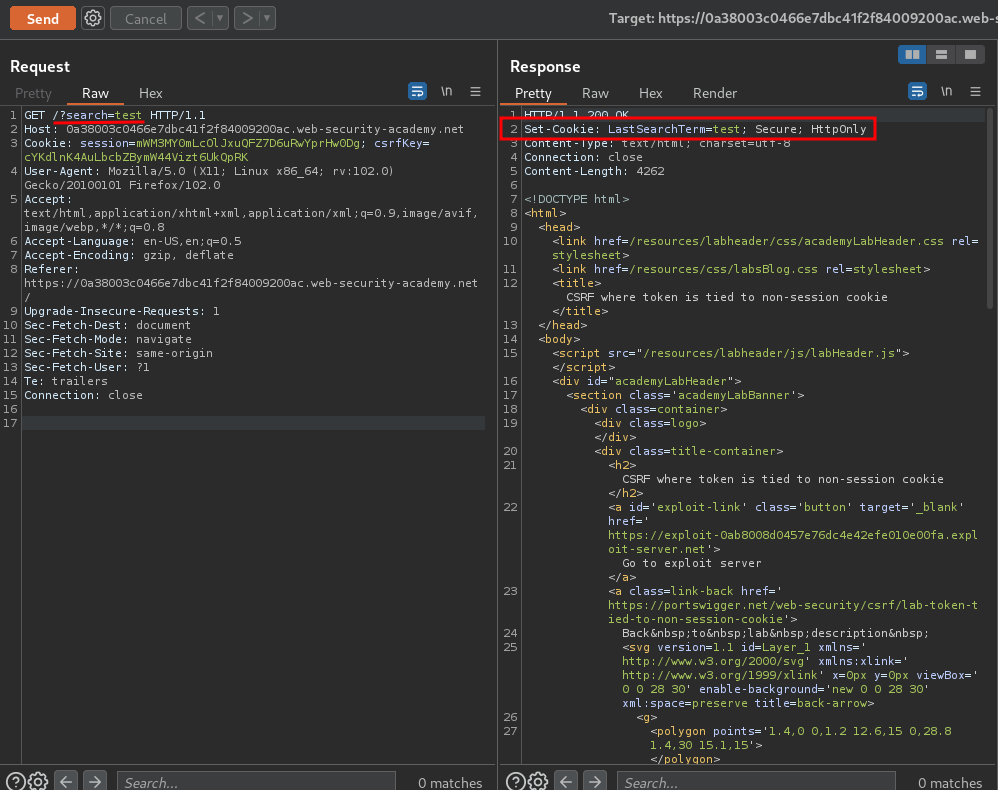 Send
Cancel
< ▾
> ▾
Target: https://0a38003c0466e7dbc41f2f84009200ac.web-s
Request
Pretty Raw Hex
\n
1 GET /?search=test HTTP/1.1
2 Host: 0a38003c0466e7dbc41f2f84009200ac.web-security-academy.net
3 Cookie: session=mWM3MYOmLcOlJxuQFZ7D6uRwYprHwODg; csrfKey=
cYKdlnK4AuLbcbZBymW44Vizt6UkQpRK
4 User-Agent: Mozilla/5.0 (X11; Linux x86_64; rv:102.0)
Gecko/20100101 Firefox/102.0
5 Accept:
text/html,application/xhtml+xml,application/xml;q=0.9,image/avif,
image/webp,*/*;q=0.8
6 Accept-Language: en-US,en;q=0.5
7 Accept-Encoding: gzip, deflate
8 Referer:
https://0a38003c0466e7dbc41f2f84009200ac.web-security-academy.net
/
9 Upgrade-Insecure-Requests: 1
10 Sec-Fetch-Dest: document
11 Sec-Fetch-Mode: navigate
12 Sec-Fetch-Site: same-origin
13 Sec-Fetch-User: ?1
14 Te: trailers
15 Connection: close
16
17
Search...
0 matches
Response
Pretty Raw Hex Render
\n
1 HTTP/1.1 200 OK
2 Set-Cookie: LastSearchTerm=test; Secure; HttpOnly
3 Content-Type: text/html; charset=utf-8
4 Connection: close
5 Content-Length: 4262
6
7 <!DOCTYPE html>
8 <html>
9 <head>
10 <link href=/resources/labheader/css/academyLabHeader.css rel=
stylesheet>
11 <link href=/resources/css/labsBlog.css rel=stylesheet>
12 <title>
CSRF where token is tied to non-session cookie
</title>
13 </head>
14 <body>
15 <script src="/resources/labheader/js/labHeader.js">
</script>
16 <div id="academyLabHeader">
17 <section class='academyLabBanner'>
18 <div class=container>
19 <div class=logo>
</div>
20 <div class=title-container>
21 <h2>
CSRF where token is tied to non-session cookie
</h2>
22 <a id='exploit-link' class='button' target='_blank'
href='
https://exploit-0ab8008d0457e76dc4e42efe010e00fa.expl
oit-server.net'>
Go to exploit server
</a>
23 <a class=link-back href='
https://portswigger.net/web-security/csrf/lab-token-t
ied-to-non-session-cookie'>
24 Back&nbsp;to&nbsp;lab&nbsp;description&nbsp;
25 <svg version=1.1 id=Layer_1 xmlns='
http://www.w3.org/2000/svg' xmlns:xlink='
http://www.w3.org/1999/xlink' x=0px y=0px viewBox='
0 0 28 30' enable-background='new 0 0 28 30'
xml:space=preserve title=back-arrow>
26 <g>
27 <polygon points='1.4,0 0,1.2 12.6,15 0,28.8
1.4,30 15.1,15'>
</polygon>
Search...
0 matches